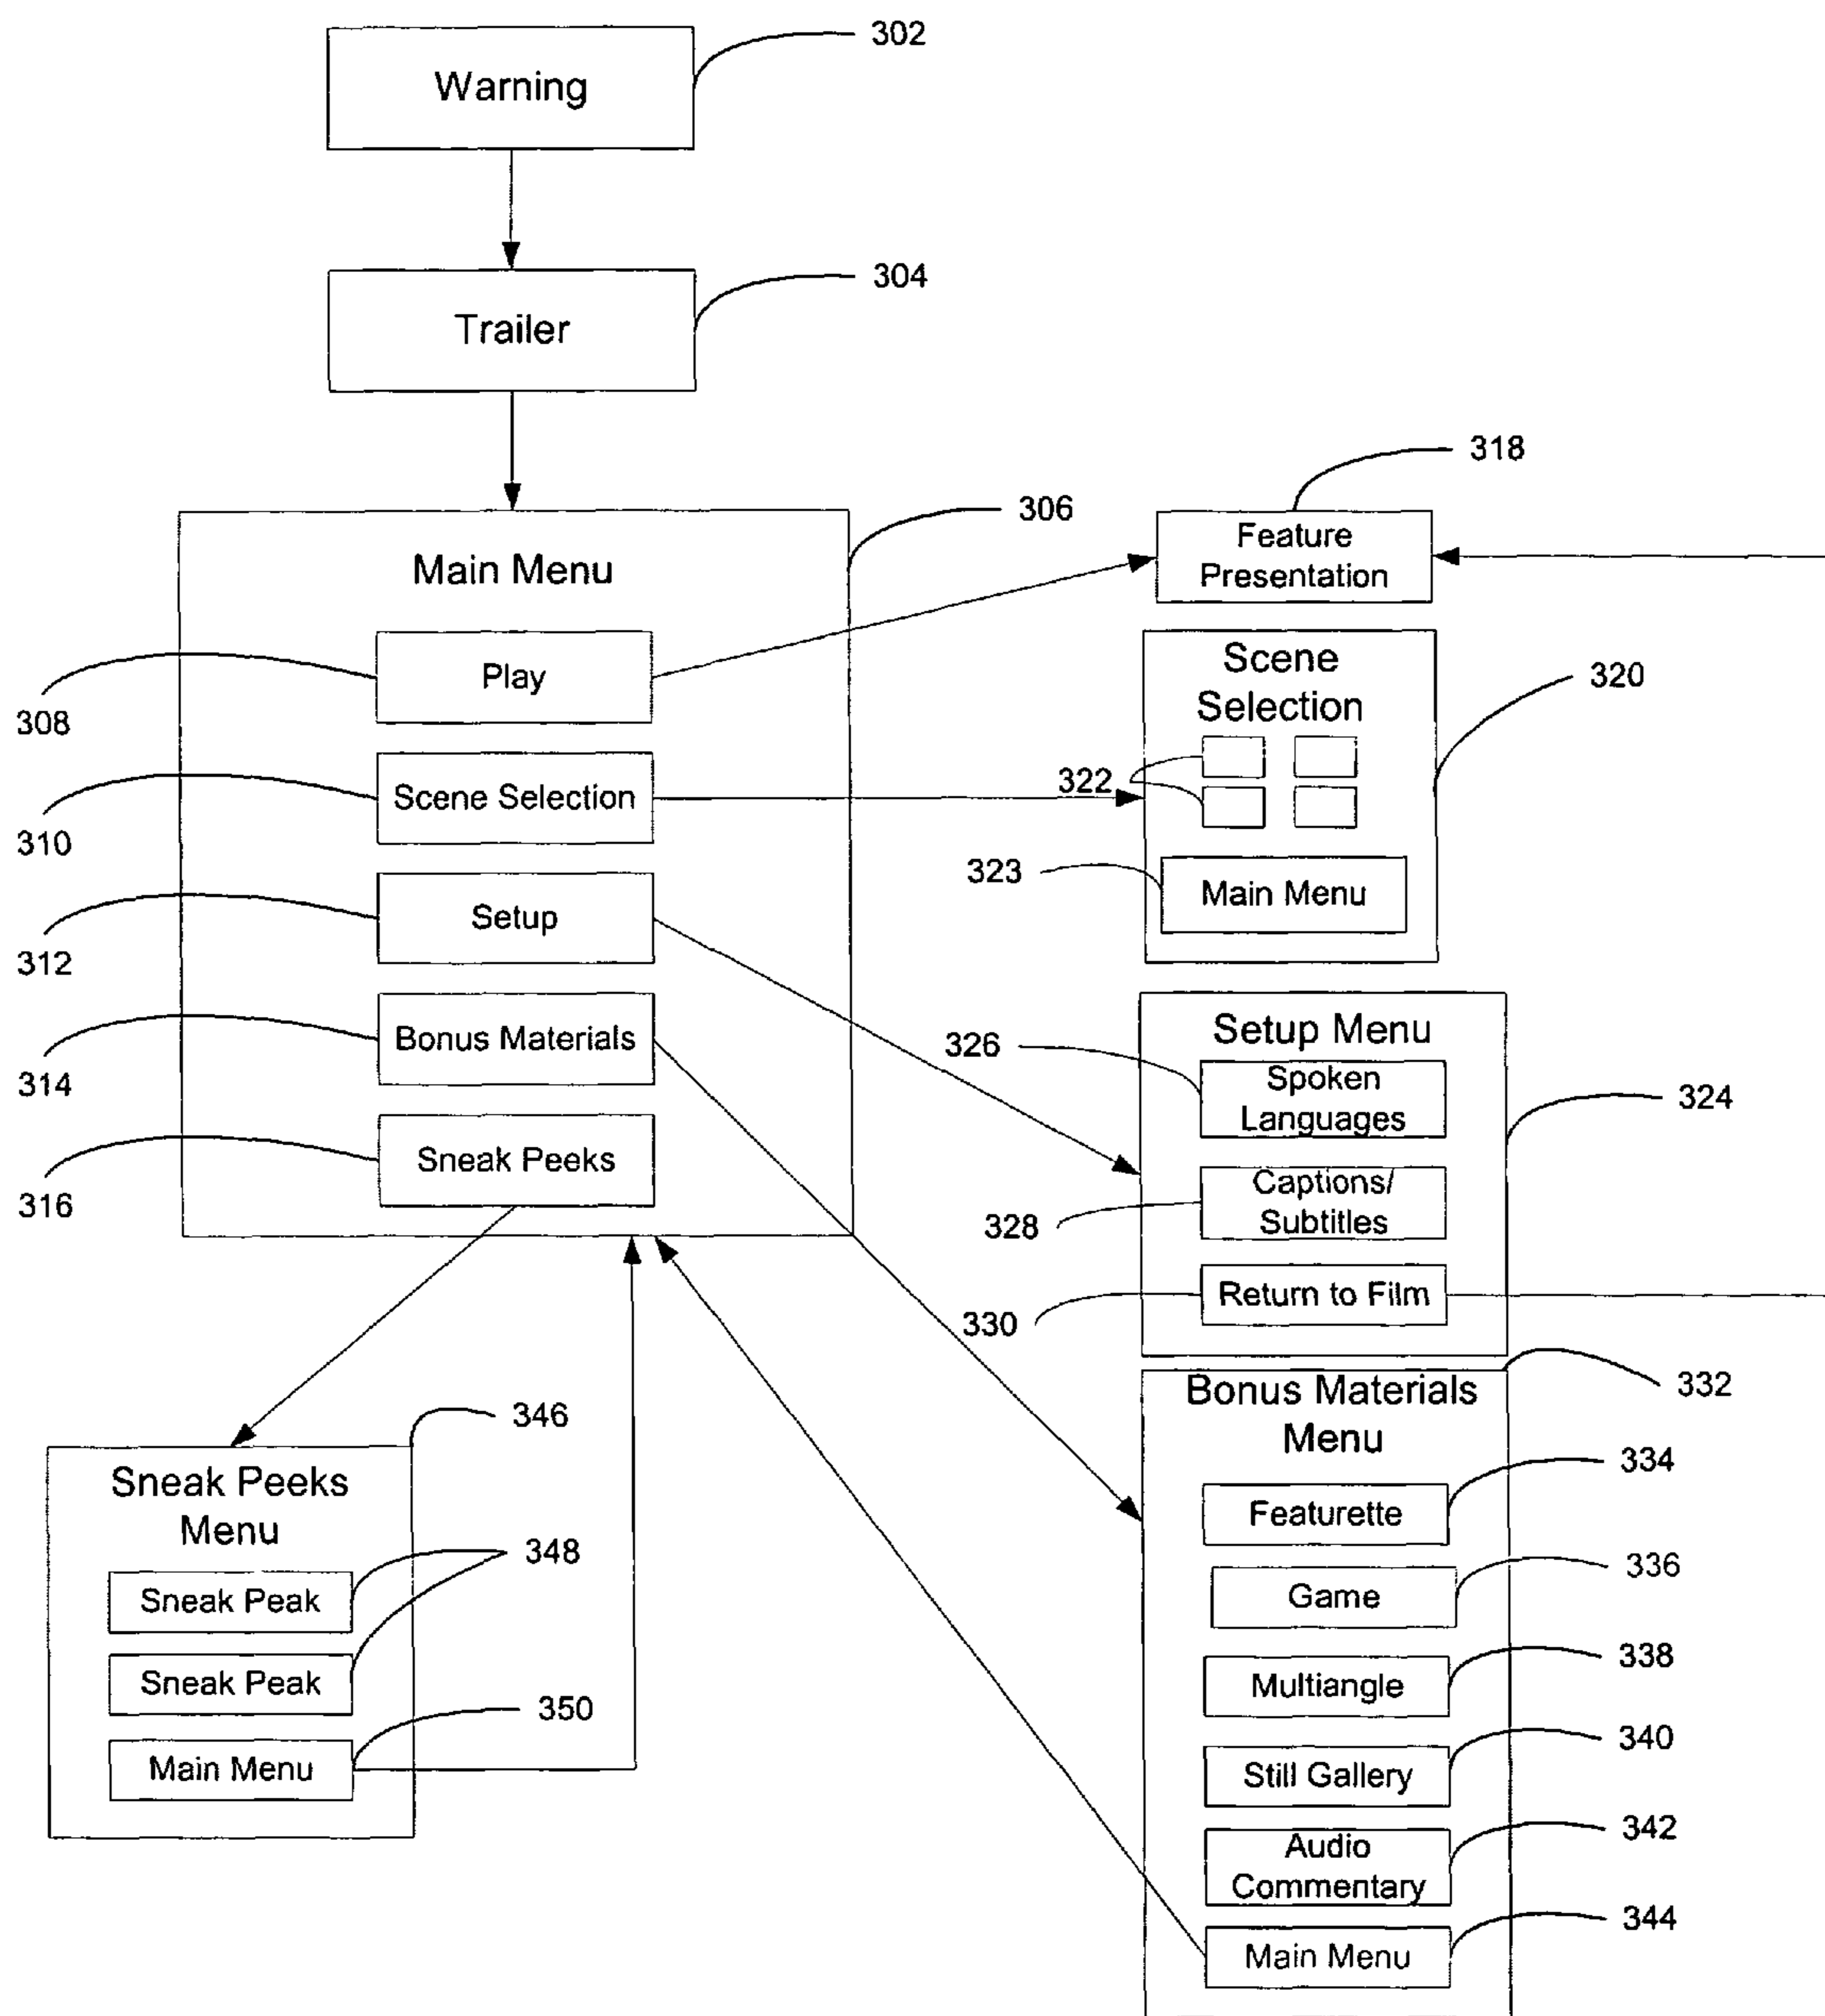 302
Warning
304
Trailer
306
Main Menu
308
Play
310
Scene Selection
312
Setup
314
Bonus Materials
316
Sneak Peeks
318
Feature
Presentation
320
Scene
Selection
322
323
Main Menu
324
Setup Menu
326
Spoken
Languages
328
Captions/
Subtitles
330
Return to Film
332
Bonus Materials
Menu
334
Featurette
336
Game
338
Multiangle
340
Still Gallery
342
Audio
Commentary
344
Main Menu
346
Sneak Peeks
Menu
348
Sneak Peak
Sneak Peak
350
Main Menu